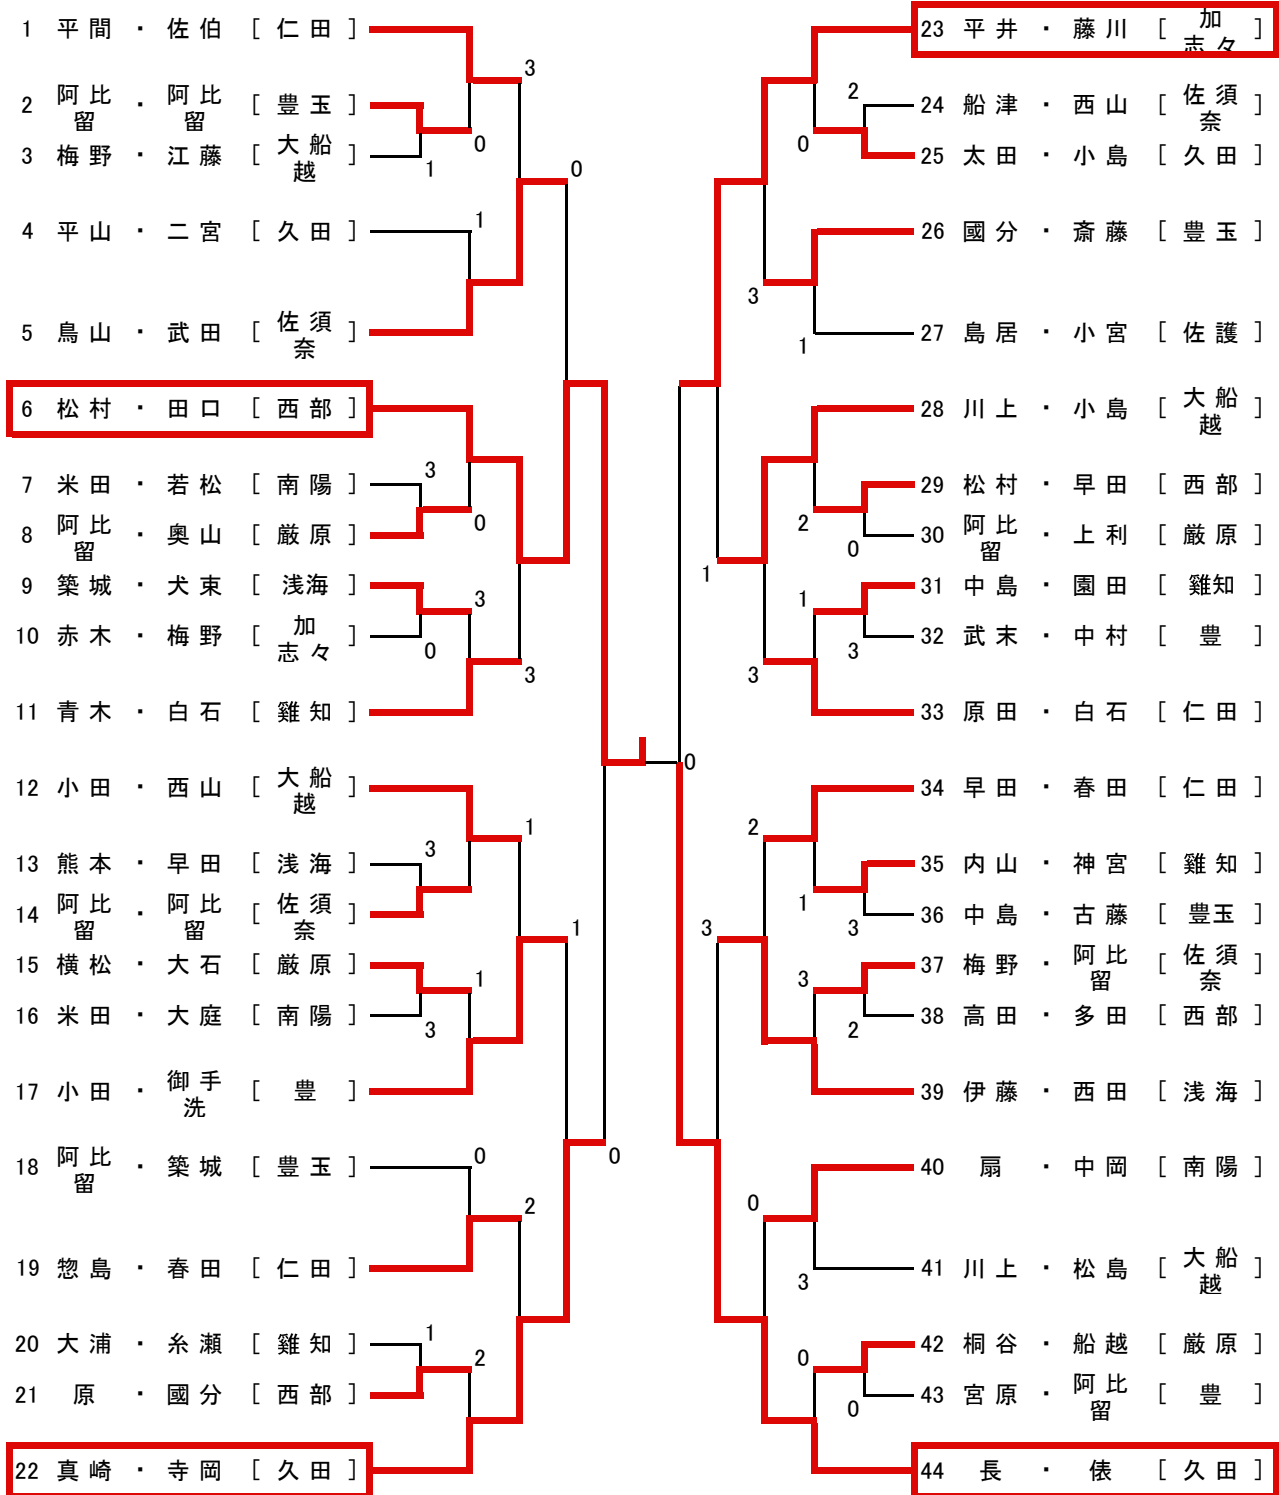 1 平間 ・ 佐伯 [ 仁田 ]
3
2 阿比留 ・ 阿比留 [ 豊玉 ]
0
3 梅野 ・ 江藤 [ 大船越 ]
1
0
4 平山 ・ 二宮 [ 久田 ]
1
5 鳥山 ・ 武田 [ 佐須奈 ]
6 松村 ・ 田口 [ 西部 ]
7 米田 ・ 若松 [ 南陽 ]
3
0
8 阿比留 ・ 奥山 [ 厳原 ]
9 築城 ・ 犬束 [ 浅海 ]
3
10 赤木 ・ 梅野 [ 加志々 ]
0
3
11 青木 ・ 白石 [ 雞知 ]
12 小田 ・ 西山 [ 大船越 ]
1
13 熊本 ・ 早田 [ 浅海 ]
3
14 阿比留 ・ 阿比留 [ 佐須奈 ]
1
15 横松 ・ 大石 [ 厳原 ]
1
16 米田 ・ 大庭 [ 南陽 ]
3
17 小田 ・ 御手洗 [ 豊 ]
18 阿比留 ・ 築城 [ 豊玉 ]
0
0
2
19 惣島 ・ 春田 [ 仁田 ]
20 大浦 ・ 糸瀬 [ 雞知 ]
1
2
21 原 ・ 國分 [ 西部 ]
22 真崎 ・ 寺岡 [ 久田 ]
23 平井 ・ 藤川 [ 加志々 ]
2
24 船津 ・ 西山 [ 佐須奈 ]
0
25 太田 ・ 小島 [ 久田 ]
26 國分 ・ 斎藤 [ 豊玉 ]
3
27 島居 ・ 小宮 [ 佐護 ]
1
28 川上 ・ 小島 [ 大船越 ]
29 松村 ・ 早田 [ 西部 ]
2
30 阿比留 ・ 上利 [ 厳原 ]
0
1
31 中島 ・ 園田 [ 雞知 ]
1
32 武末 ・ 中村 [ 豊 ]
3
3
33 原田 ・ 白石 [ 仁田 ]
0
34 早田 ・ 春田 [ 仁田 ]
2
35 内山 ・ 神宮 [ 雞知 ]
1
36 中島 ・ 古藤 [ 豊玉 ]
3
3
37 梅野 ・ 阿比留 [ 佐須奈 ]
3
38 高田 ・ 多田 [ 西部 ]
2
39 伊藤 ・ 西田 [ 浅海 ]
40 扇 ・ 中岡 [ 南陽 ]
0
41 川上 ・ 松島 [ 大船越 ]
3
42 桐谷 ・ 船越 [ 厳原 ]
0
43 宮原 ・ 阿比留 [ 豊 ]
0
44 長 ・ 俵 [ 久田 ]